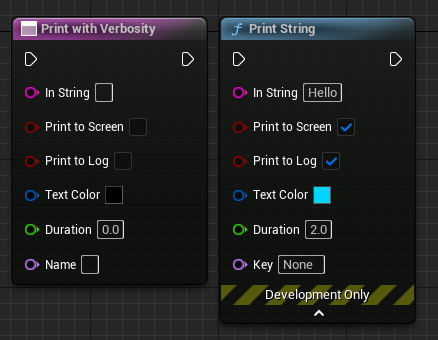 Print with Verbosity
In String
Print to Screen
Print to Log
Text Color
Duration 0.0
Name
f Print String
In String Hello
Print to Screen
Print to Log
Text Color
Duration 2.0
Key None
Development Only